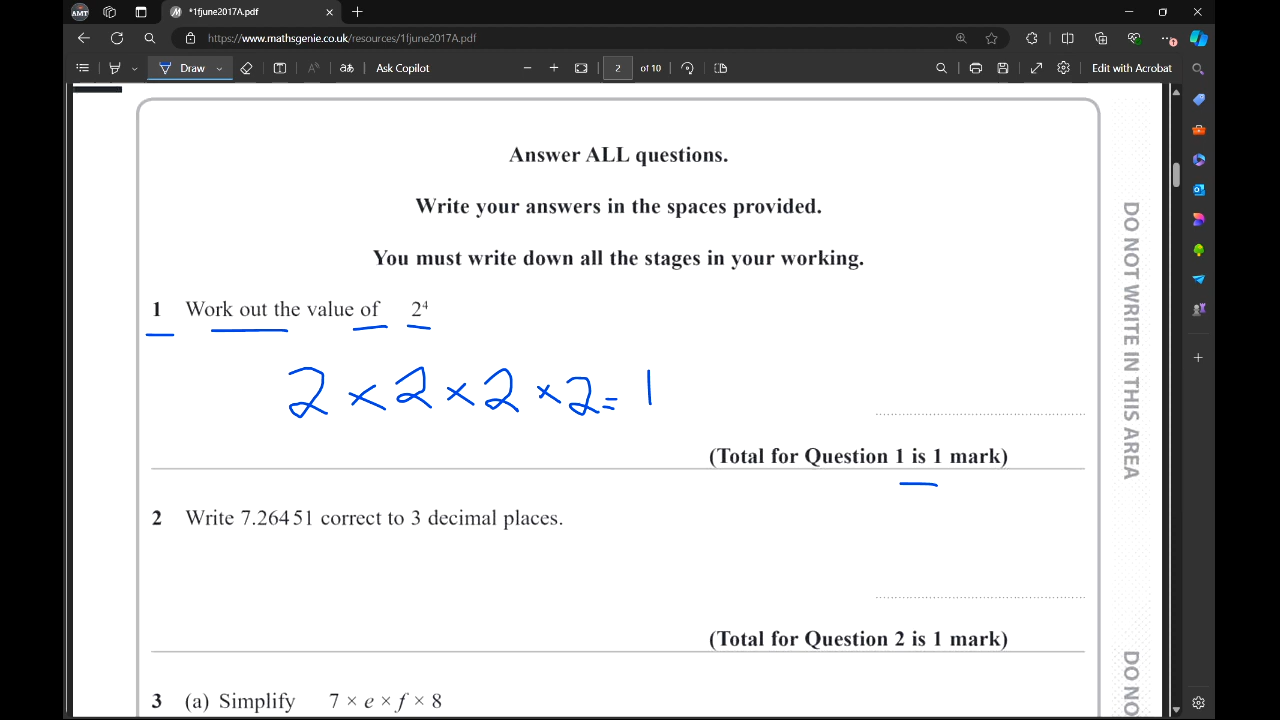 AMT
*1fjune2017A.pdf
https://www.mathsgenie.co.uk/resources/1fjune2017A.pdf
Draw
Ask Copilot
2 of 10
Edit with Acrobat
Answer ALL questions.
Write your answers in the spaces provided.
You must write down all the stages in your working.
1 Work out the value of 2⁴
2 × 2 × 2 × 2 = 1
(Total for Question 1 is 1 mark)
2 Write 7.264 51 correct to 3 decimal places.
(Total for Question 2 is 1 mark)
3 (a) Simplify 7 × e × f × 8
DO NOT WRITE IN THIS AREA
DO NO